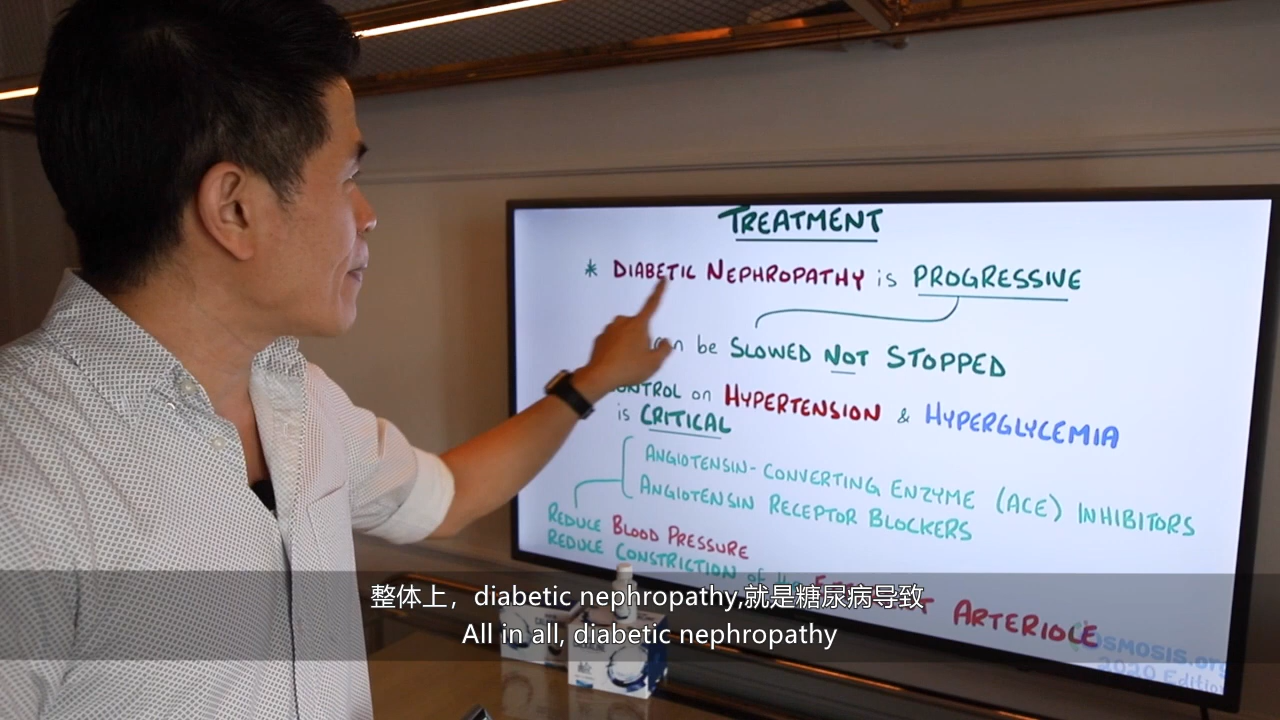 TREATMENT
* DIABETIC NEPHROPATHY is PROGRESSIVE
be SLOWED NOT STOPPED
on HYPERTENSION & HYPERGLYCEMIA
is CRITICAL
ANGIOTENSIN-CONVERTING ENZYME (ACE) INHIBITORS
ANGIOTENSIN RECEPTOR BLOCKERS
REDUCE BLOOD PRESSURE
REDUCE CONSTRICTION of the ARTERIOLE
OSMOSIS.org
2020 Edition
整体上，diabetic nephropathy,就是糖尿病导致
All in all, diabetic nephropathy